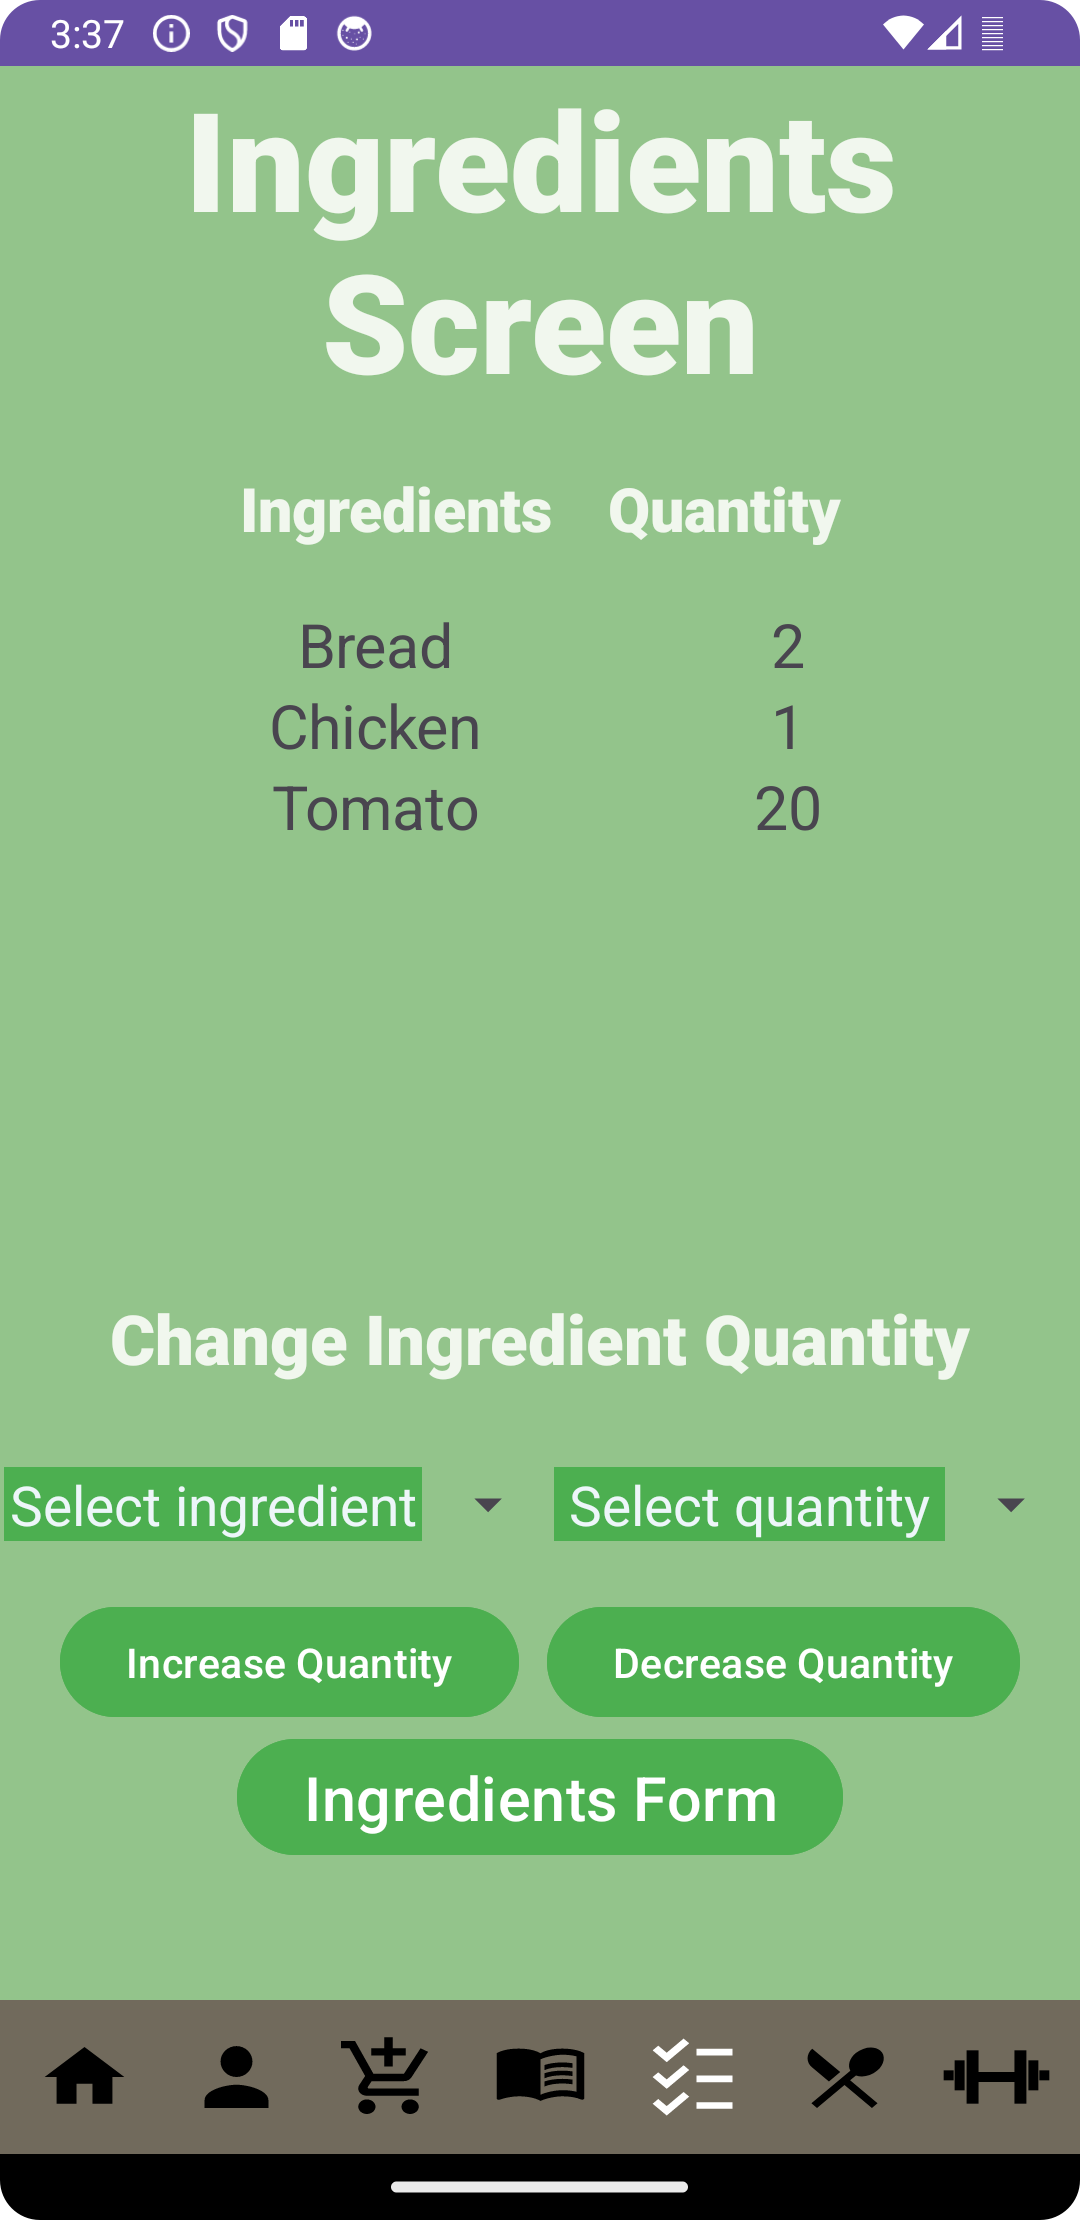 3:37
Ingredients
Screen
Ingredients Quantity
Bread 2
Chicken 1
Tomato 20
Change Ingredient Quantity
Select ingredient Select quantity
Increase Quantity Decrease Quantity
Ingredients Form